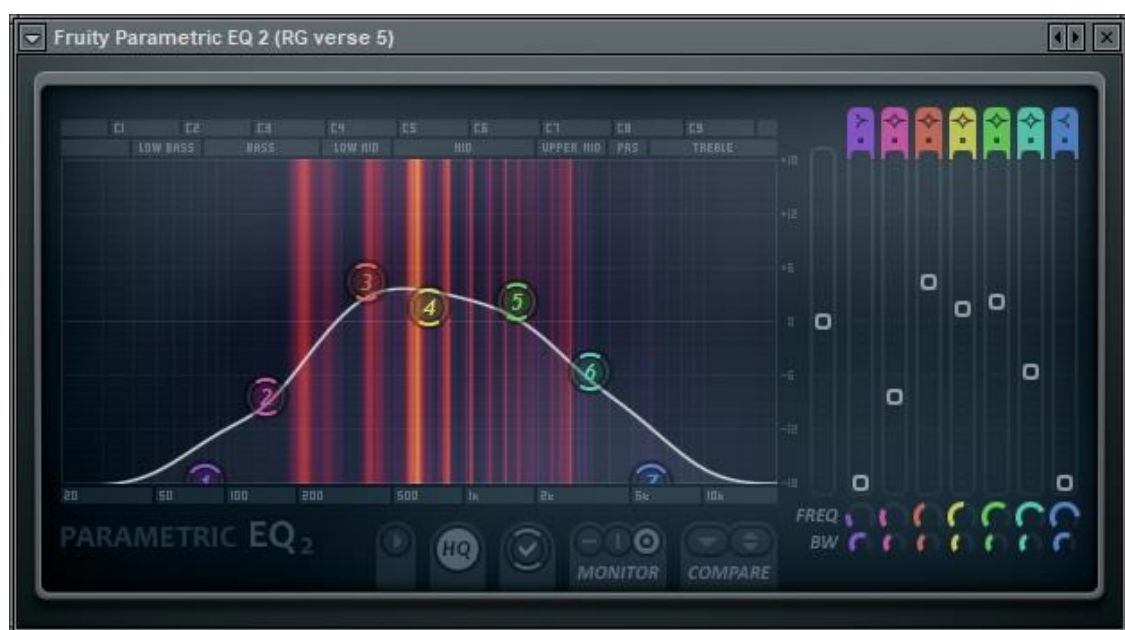 Fruity Parametric EQ 2 (RG verse 5)
C1 C2 C3 C4 C5 C6 C7 C8 C9
LOW BASS BASS LOW MID MID UPPER MID PRS TREBLE
+18
+12
+6
0
-6
-12
-18
1 2 3 4 5 6 7
20 50 100 200 500 1k 2k 5k 10k
FREQ
BW
PARAMETRIC EQ2
HQ
MONITOR COMPARE